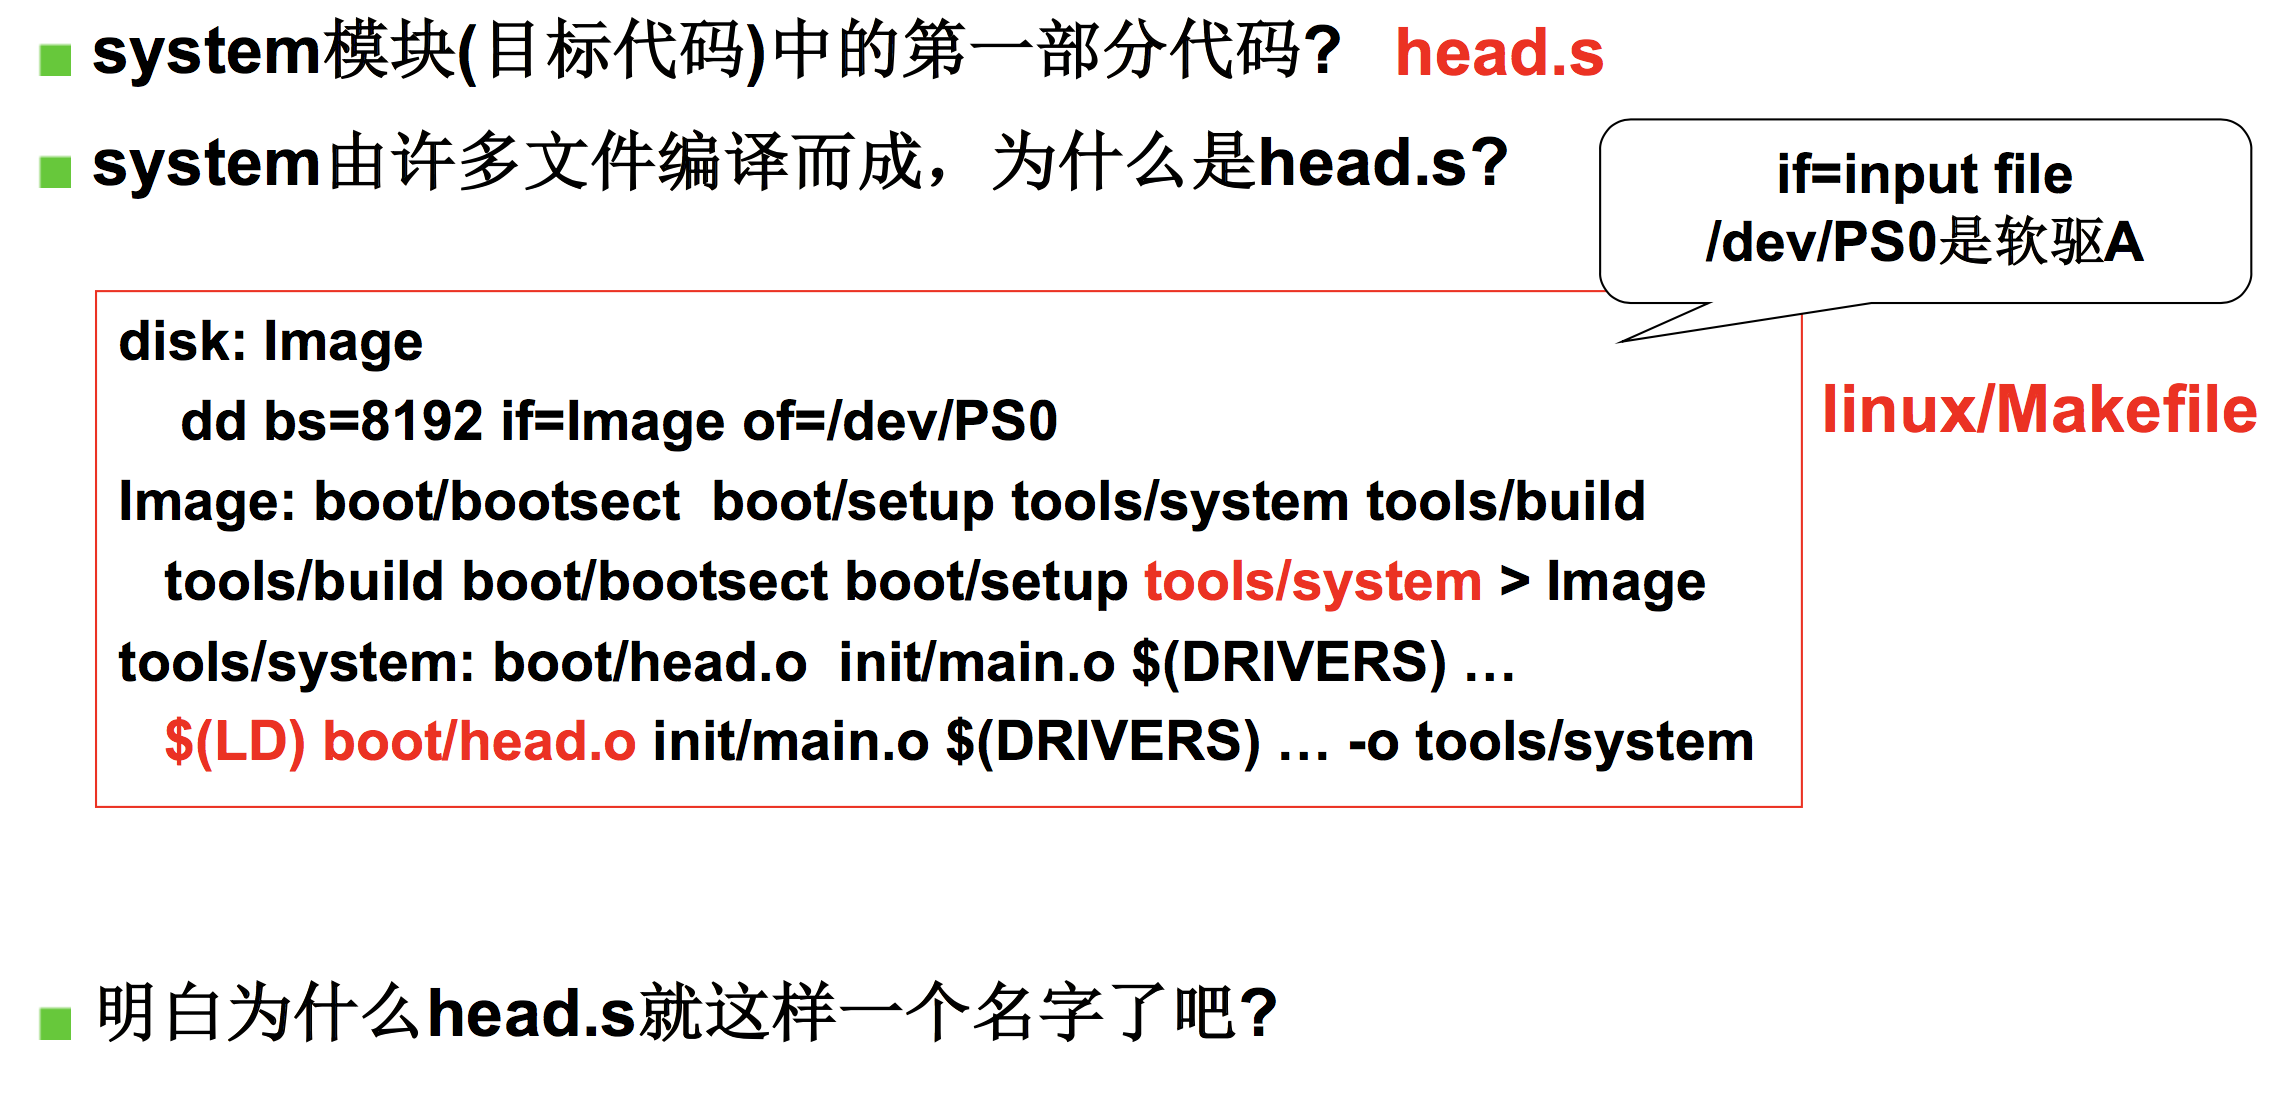 system模块(目标代码)中的第一部分代码? head.s
system由许多文件编译而成，为什么是head.s?
if=input file
/dev/PS0是软驱A
disk: Image
dd bs=8192 if=Image of=/dev/PS0
linux/Makefile
Image: boot/bootsect boot/setup tools/system tools/build
tools/build boot/bootsect boot/setup tools/system > Image
tools/system: boot/head.o init/main.o $(DRIVERS) …
$(LD) boot/head.o init/main.o $(DRIVERS) … -o tools/system
明白为什么head.s就这样一个名字了吧?